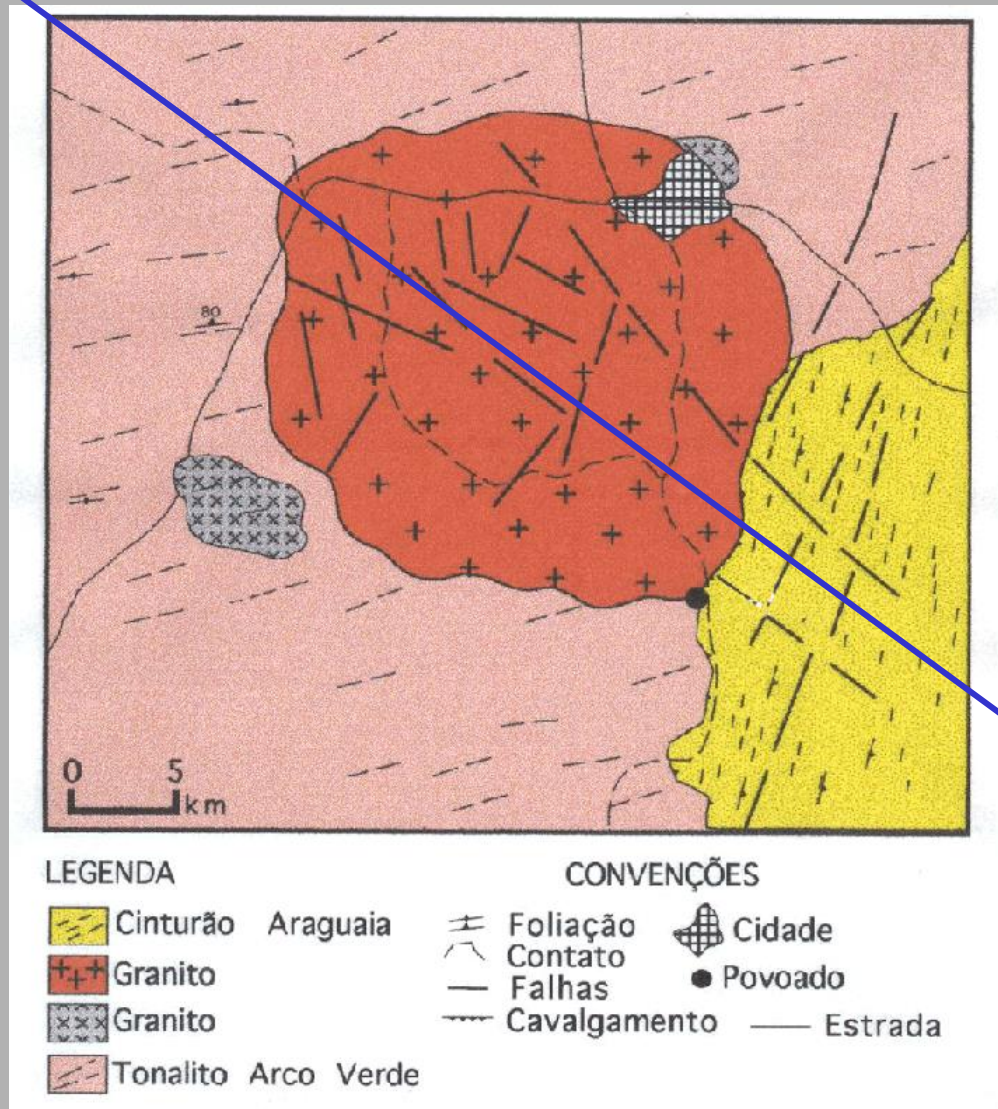 80
0 5
km
LEGENDA
Cinturão Araguaia
Granito
Granito
Tonalito Arco Verde
CONVENÇÕES
Foliação
Contato
Falhas
Cavalgamento
Cidade
Povoado
Estrada